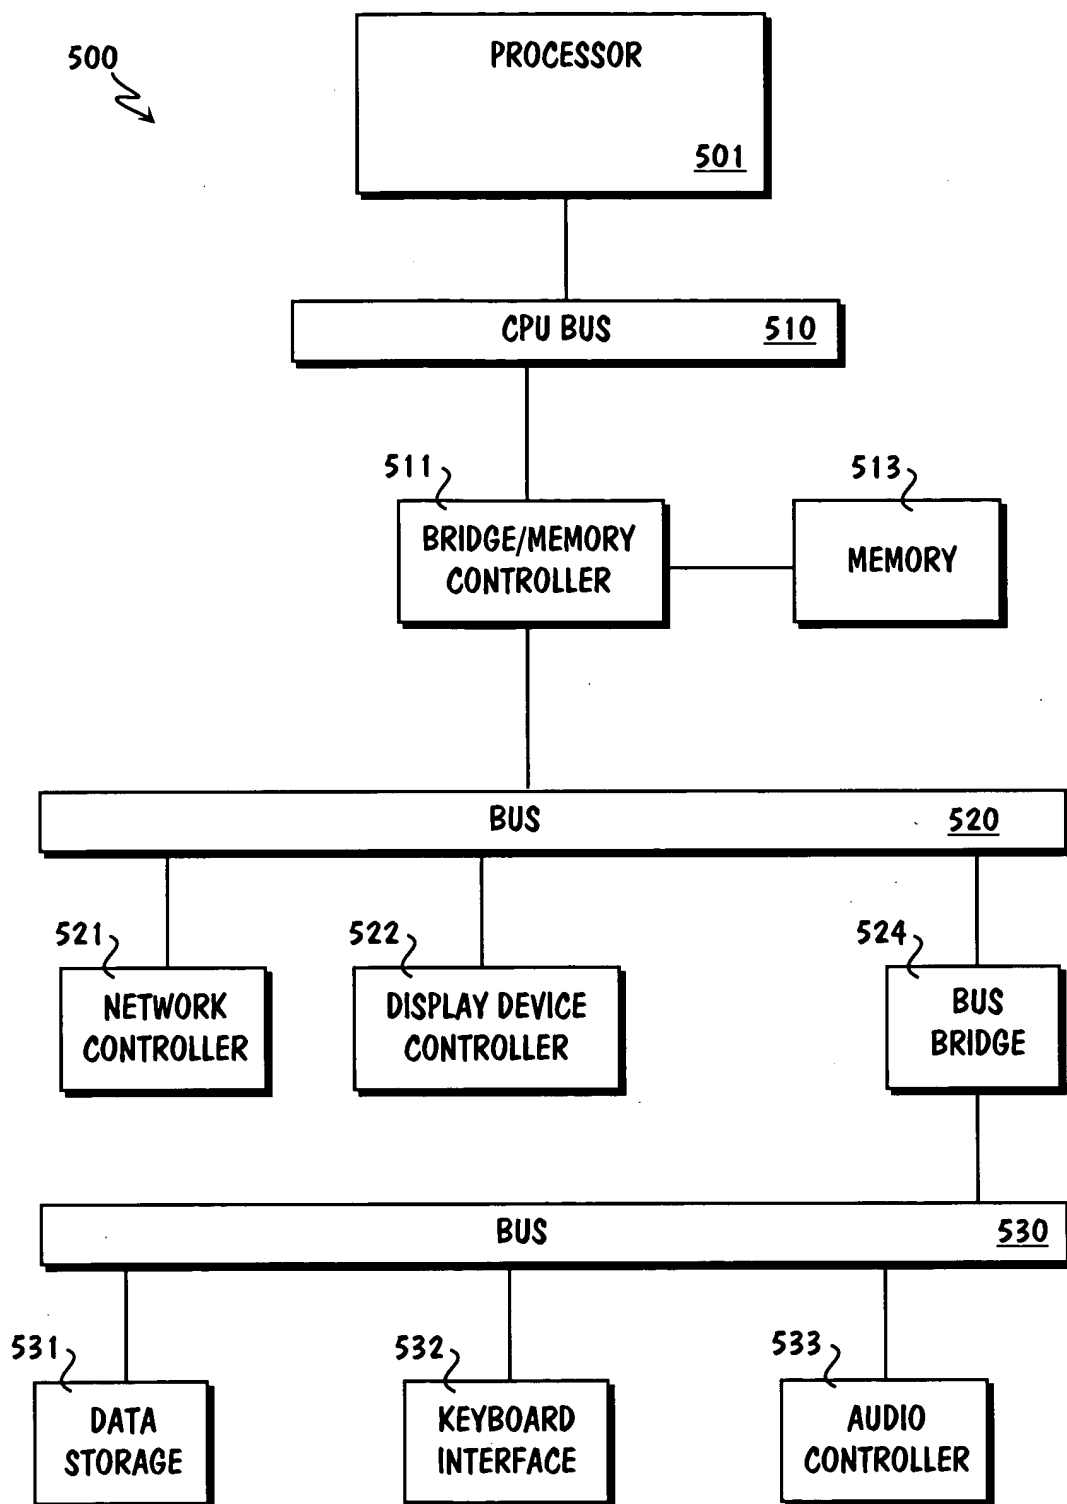 500
PROCESSOR
501
CPU BUS
510
511
513
BRIDGE/MEMORY
CONTROLLER
MEMORY
BUS
520
521
522
524
NETWORK
CONTROLLER
DISPLAY DEVICE
CONTROLLER
BUS
BRIDGE
BUS
530
531
532
533
DATA
STORAGE
KEYBOARD
INTERFACE
AUDIO
CONTROLLER